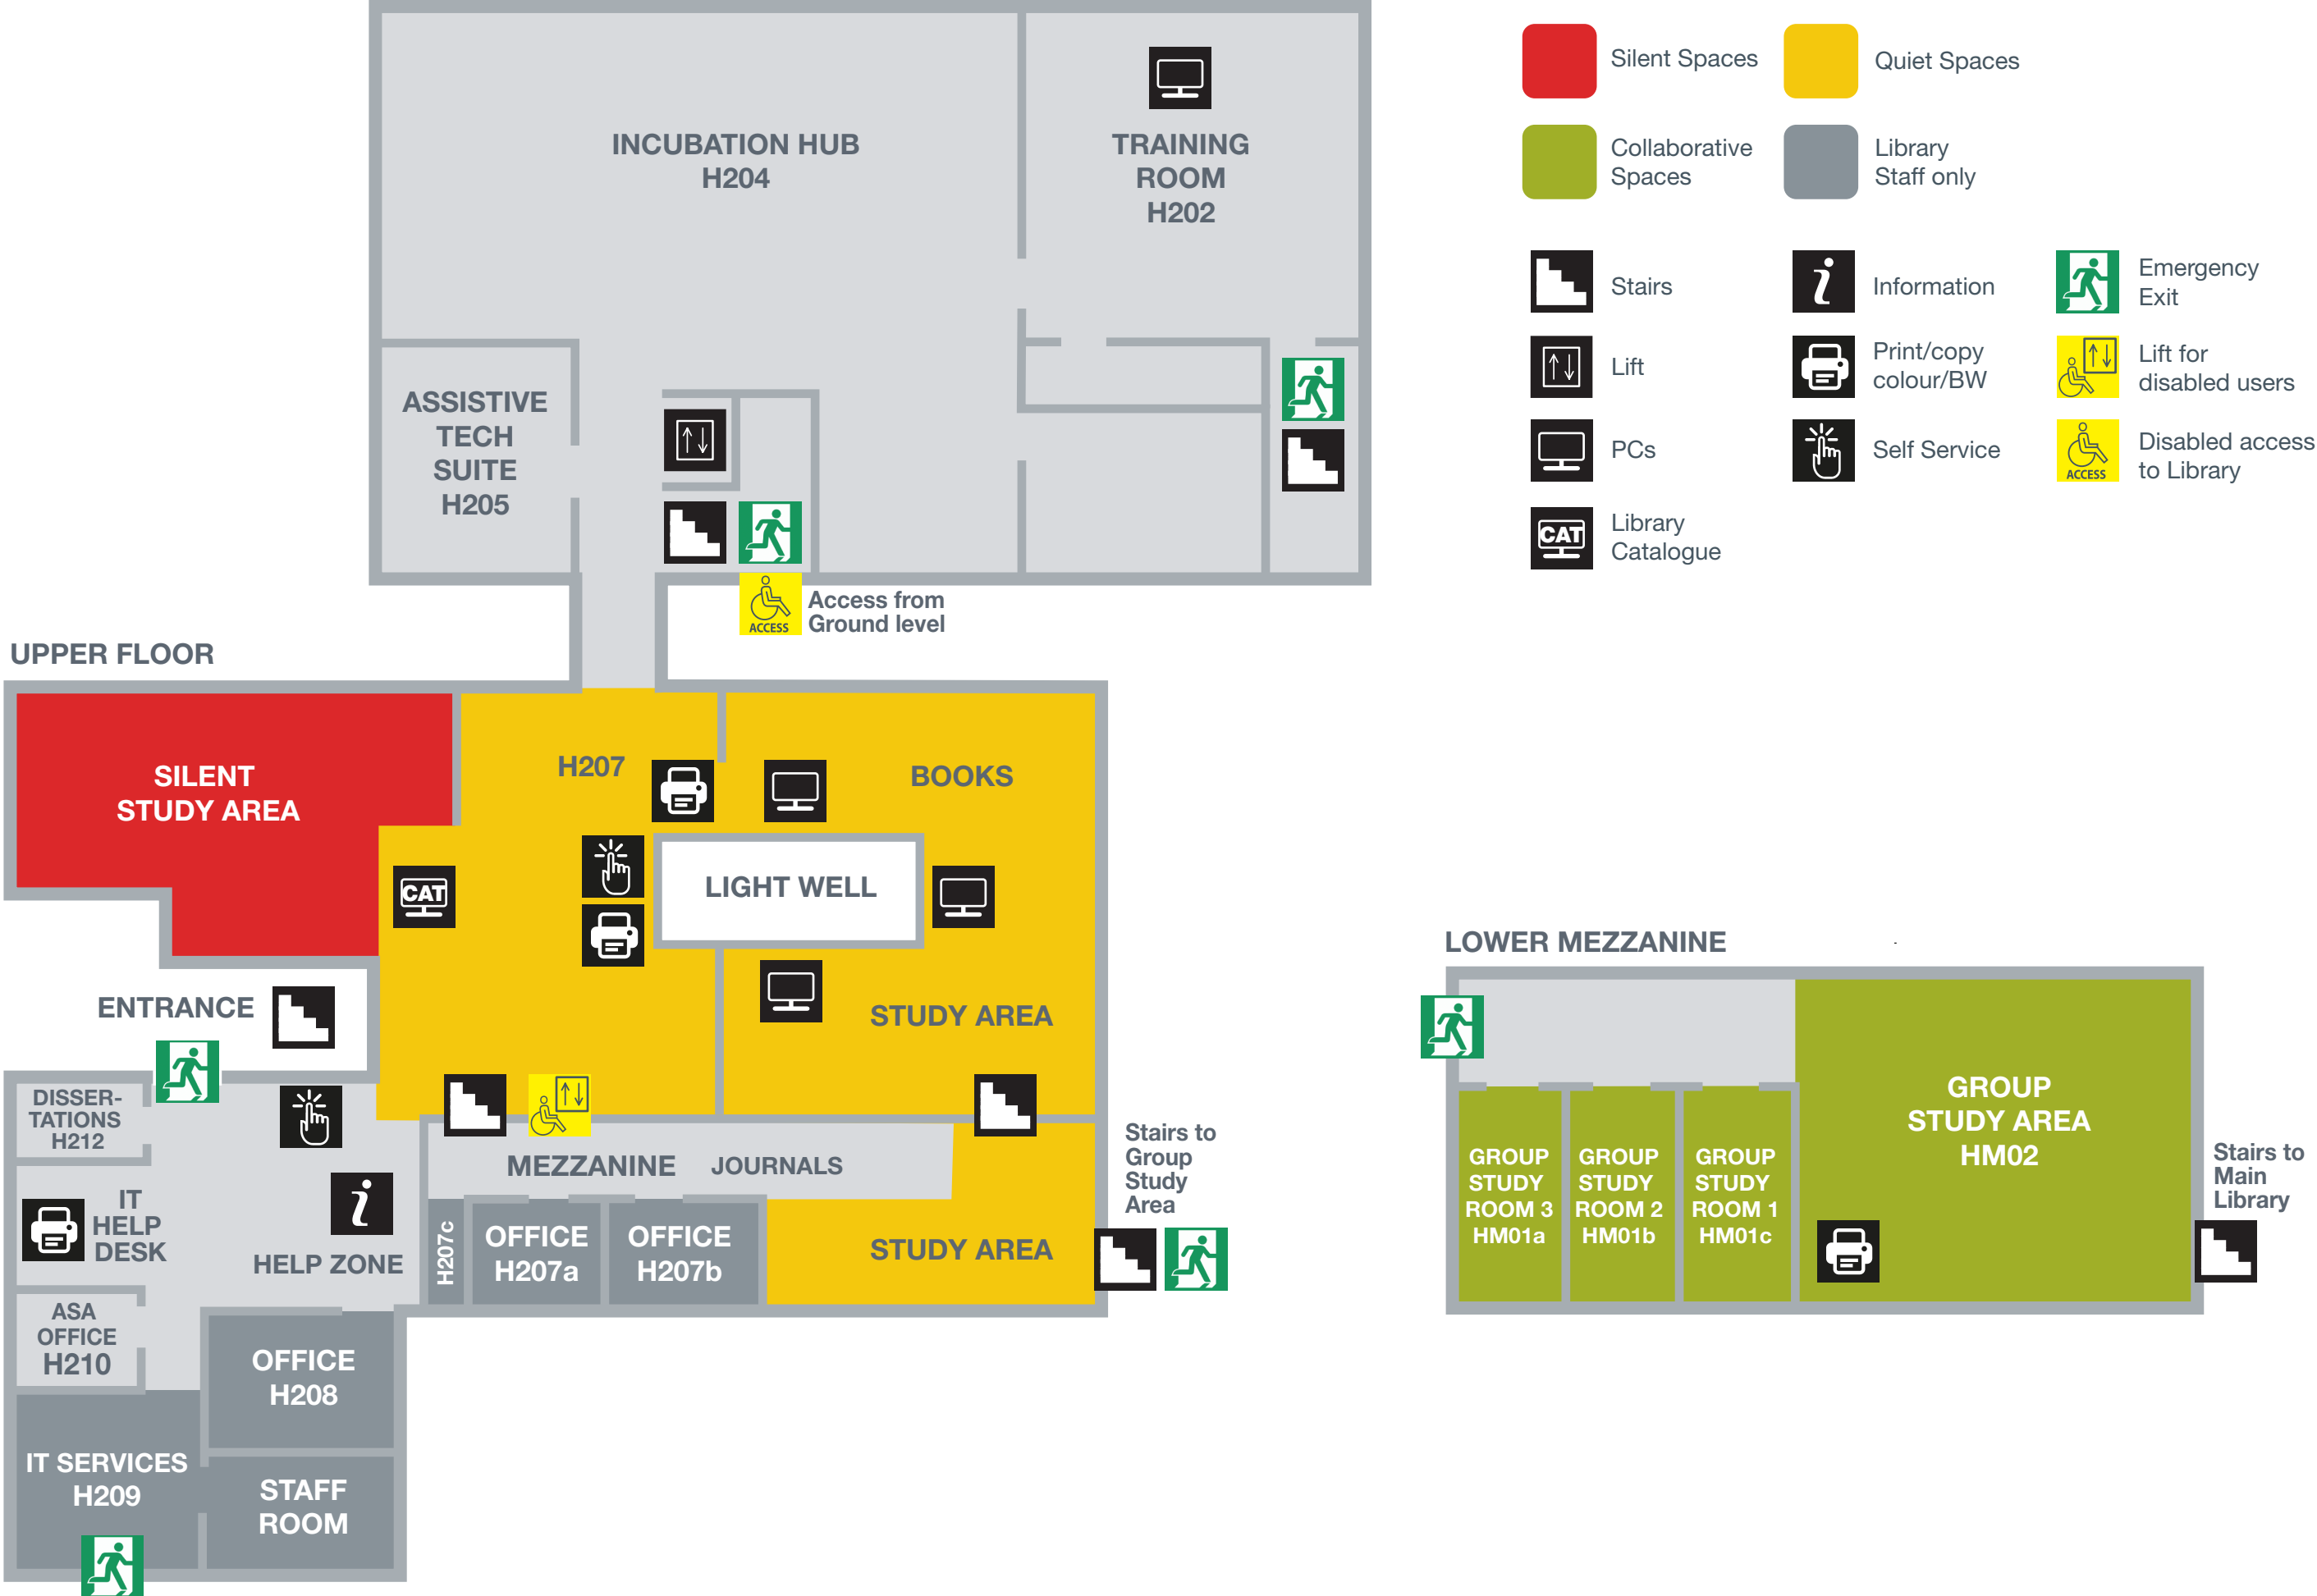 INCUBATION HUB
H204
TRAINING
ROOM
H202
ASSISTIVE
TECH
SUITE
H205
ACCESS
Access from
Ground level
Silent Spaces
Quiet Spaces
Collaborative
Spaces
Library
Staff only
Stairs
Information
Emergency
Exit
Lift
Print/copy
colour/BW
Lift for
disabled users
PCs
Self Service
ACCESS
Disabled access
to Library
CAT
Library
Catalogue
UPPER FLOOR
SILENT
STUDY AREA
H207
BOOKS
CAT
LIGHT WELL
STUDY AREA
ENTRANCE
DISSER-
TATIONS
H212
IT
HELP
DESK
HELP ZONE
ASA
OFFICE
H210
OFFICE
H208
IT SERVICES
H209
STAFF
ROOM
MEZZANINE
JOURNALS
H207c
OFFICE
H207a
OFFICE
H207b
STUDY AREA
Stairs to
Group
Study
Area
LOWER MEZZANINE
GROUP
STUDY
ROOM 3
HM01a
GROUP
STUDY
ROOM 2
HM01b
GROUP
STUDY
ROOM 1
HM01c
GROUP
STUDY AREA
HM02
Stairs to
Main
Library